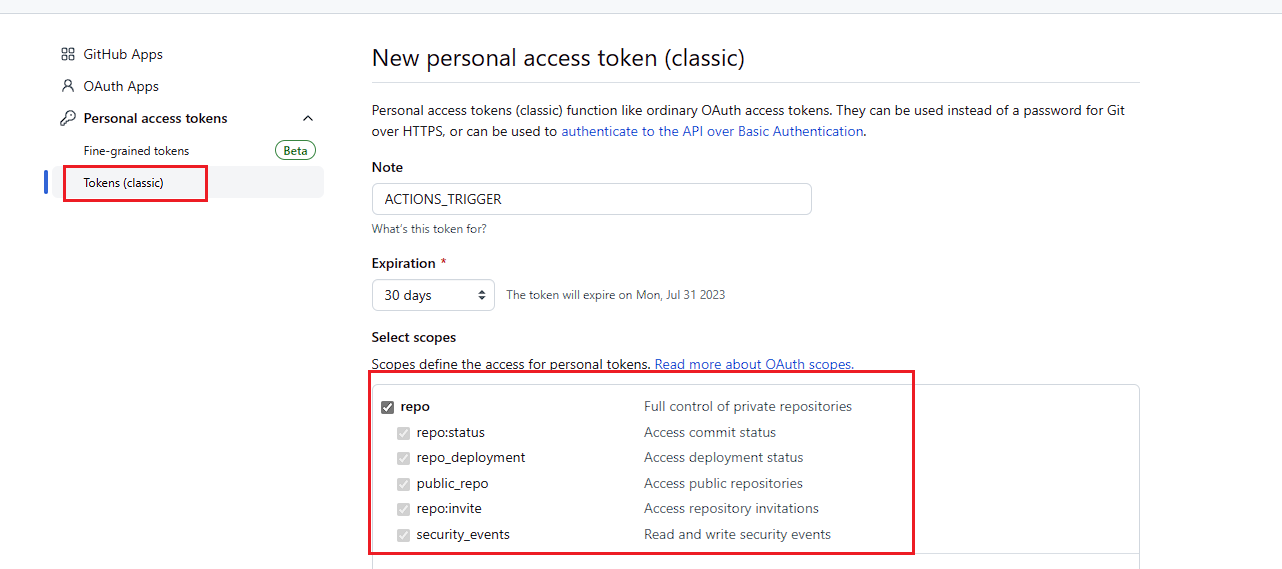 GitHub Apps
OAuth Apps
Personal access tokens
Fine-grained tokens Beta
Tokens (classic)
New personal access token (classic)
Personal access tokens (classic) function like ordinary OAuth access tokens. They can be used instead of a password for Git
over HTTPS, or can be used to authenticate to the API over Basic Authentication.
Note
ACTIONS_TRIGGER
What's this token for?
Expiration *
30 days The token will expire on Mon, Jul 31 2023
Select scopes
Scopes define the access for personal tokens. Read more about OAuth scopes.
repo Full control of private repositories
repo:status Access commit status
repo_deployment Access deployment status
public_repo Access public repositories
repo:invite Access repository invitations
security_events Read and write security events